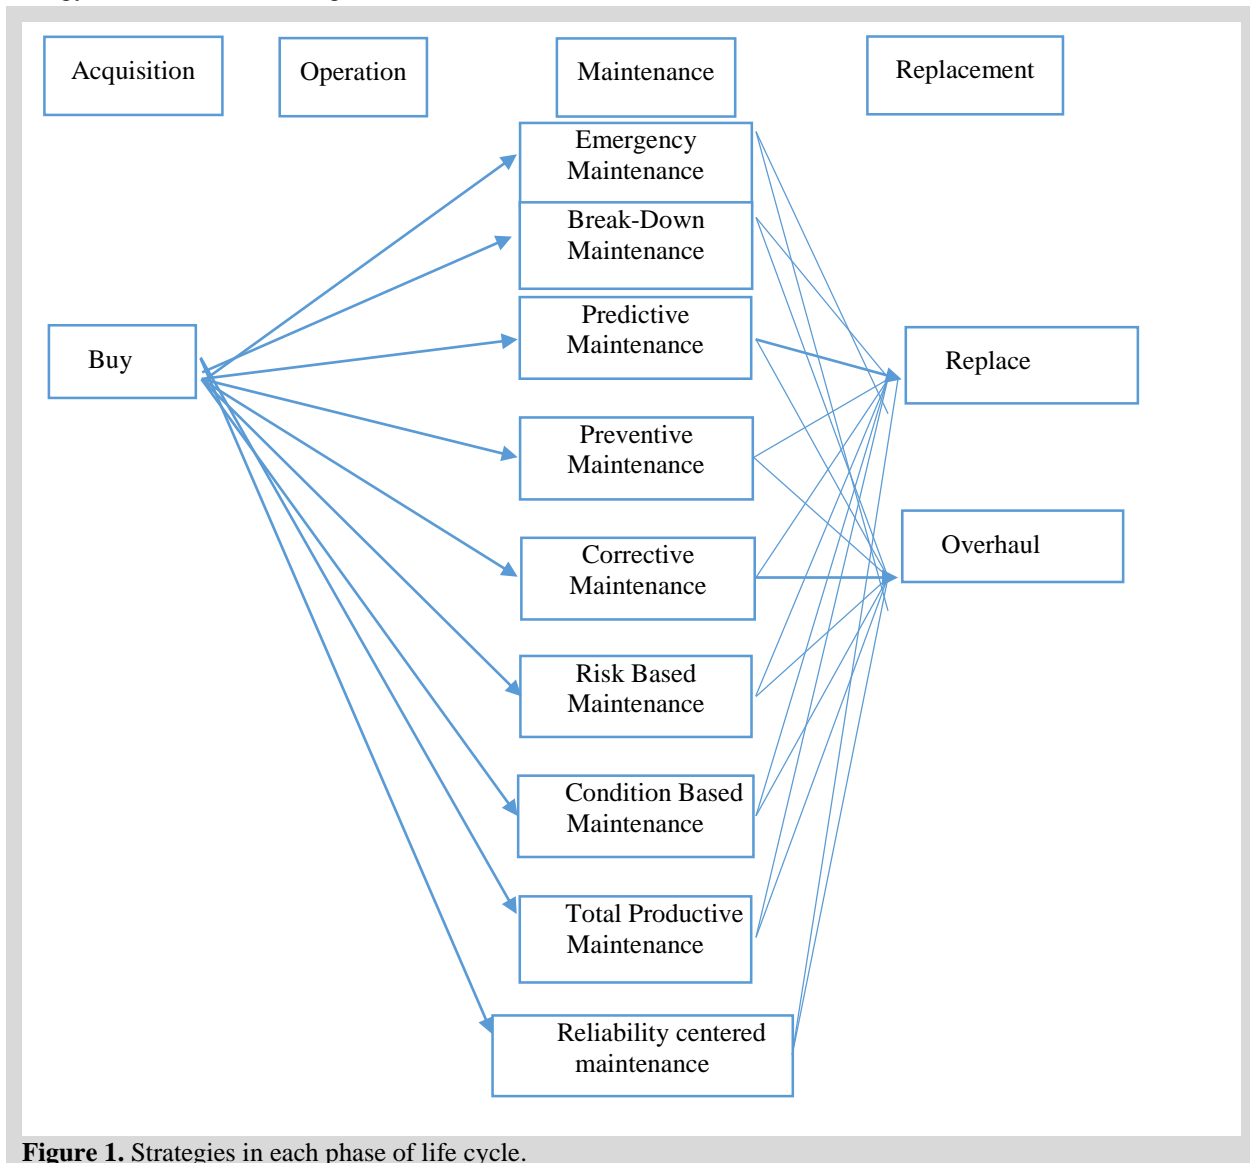 Acquisition
Operation
Maintenance
Replacement
Emergency
Maintenance
Break-Down
Maintenance
Predictive
Maintenance
Buy
Replace
Preventive
Maintenance
Corrective
Maintenance
Overhaul
Risk Based
Maintenance
Condition Based
Maintenance
Total Productive
Maintenance
Reliability centered
maintenance
Figure 1. Strategies in each phase of life cycle.